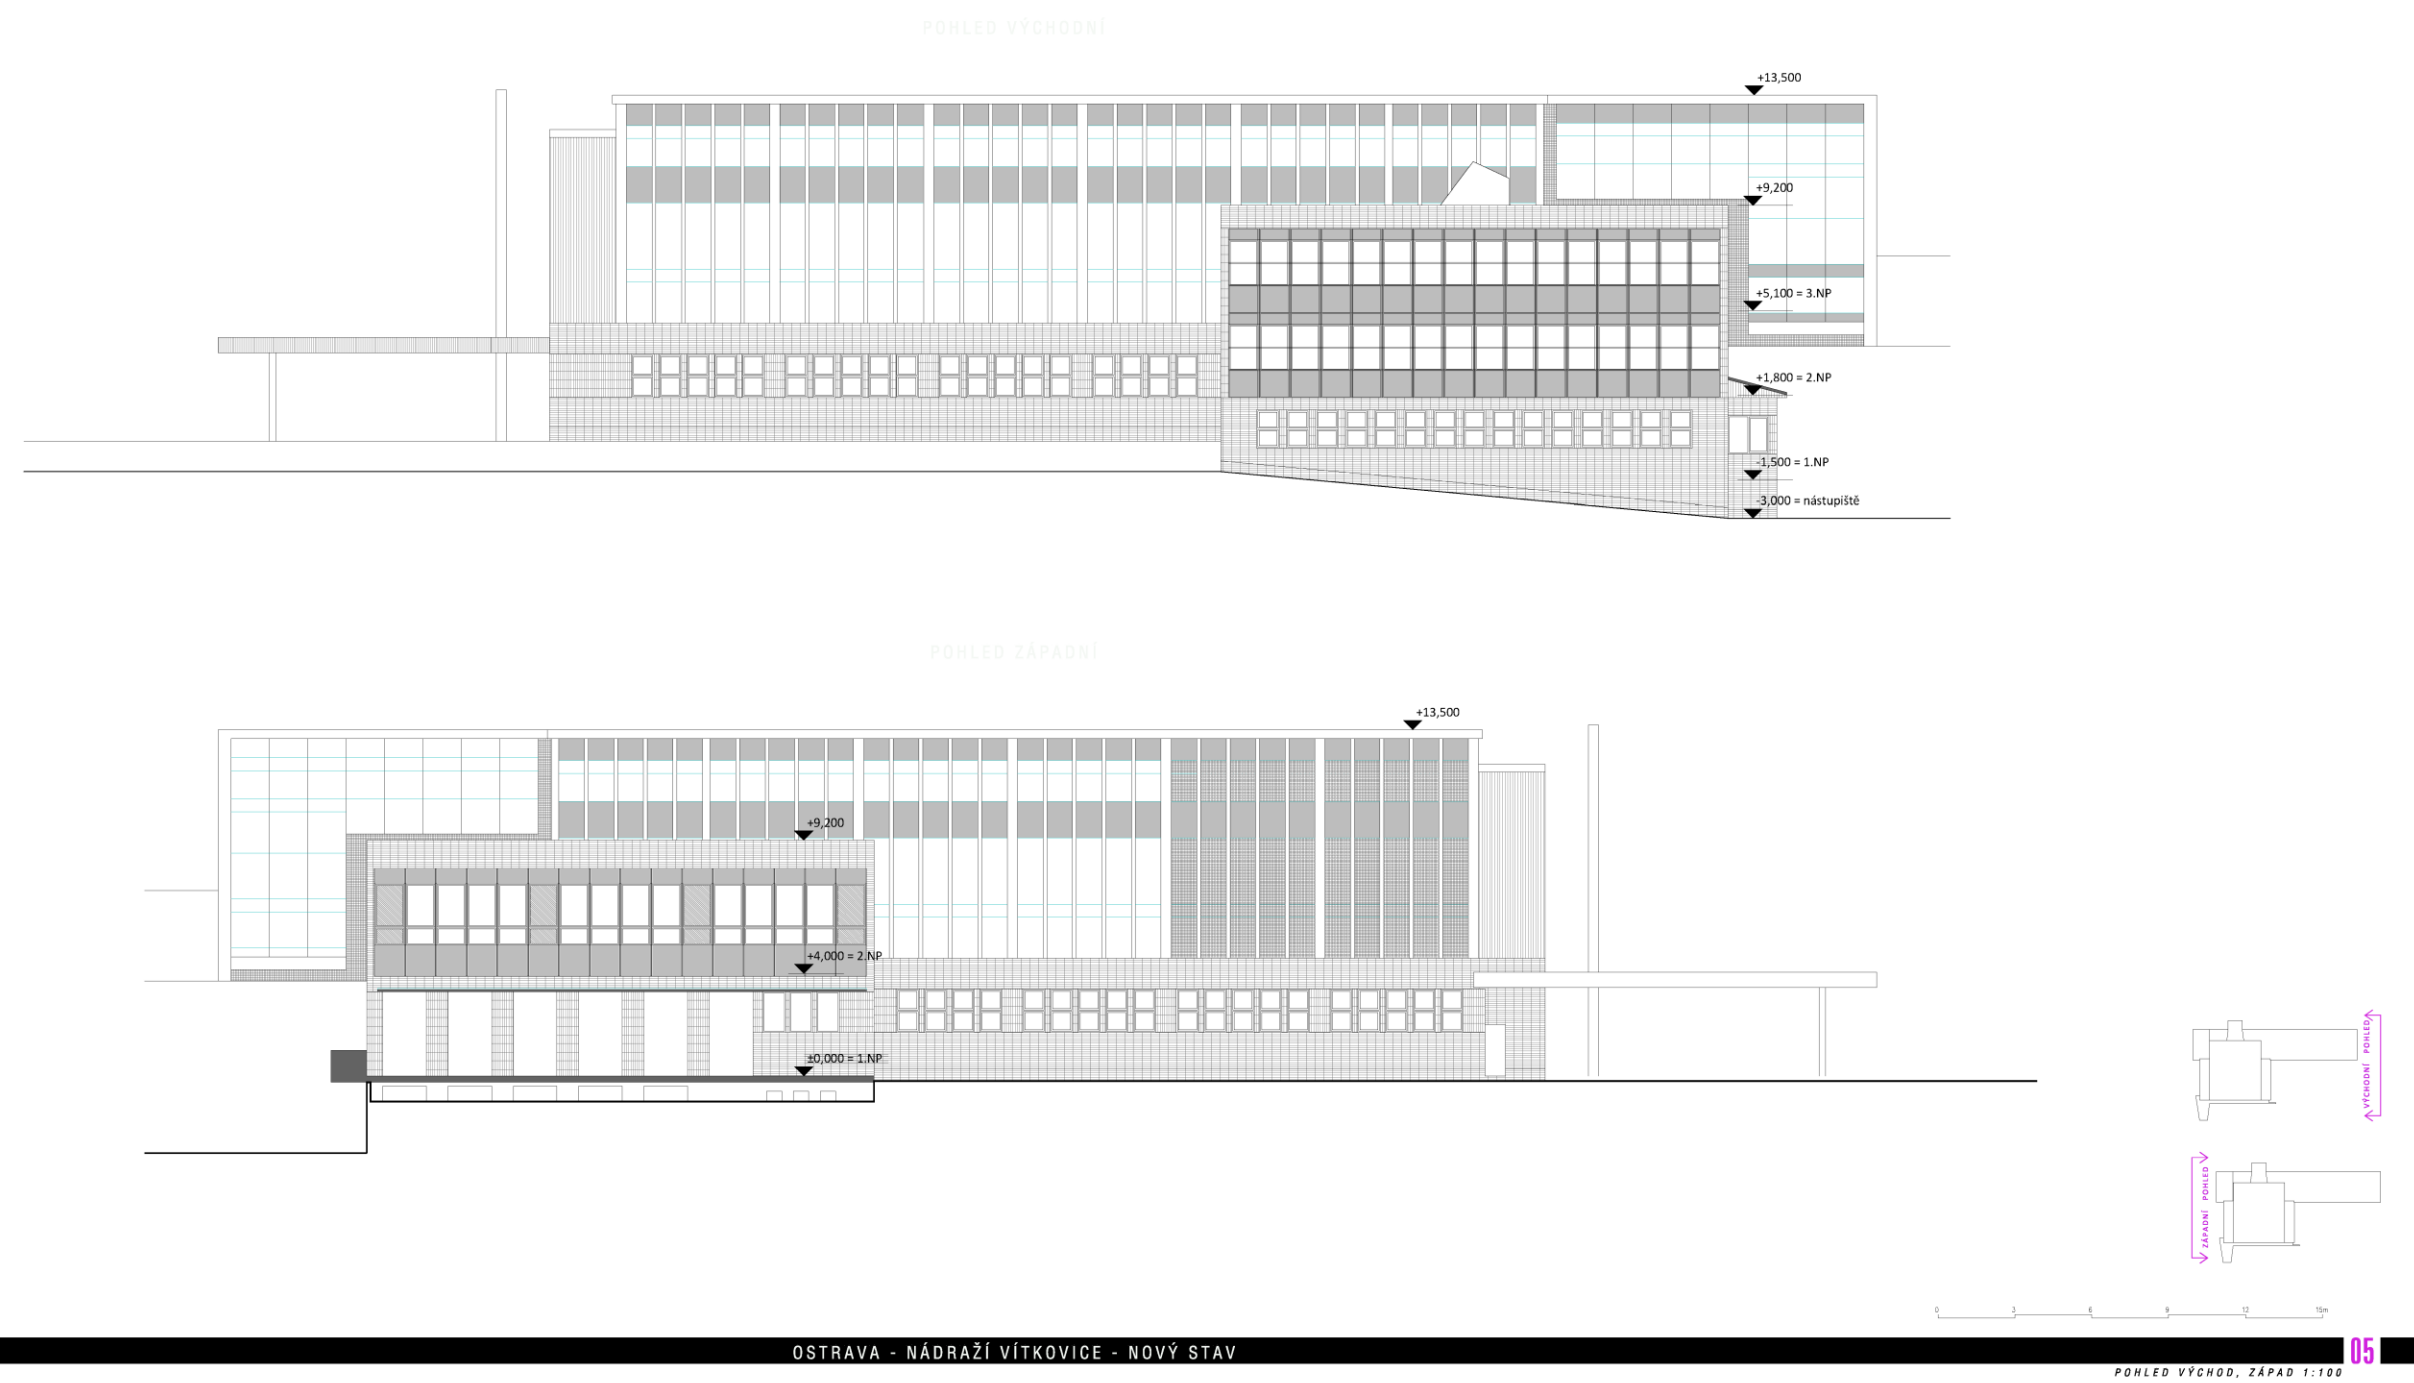 POHLED VÝCHODNÍ
+13,500
+9,200
+5,100 = 3.NP
+1,800 = 2.NP
-1,500 = 1.NP
-3,000 = nástupiště
POHLED ZÁPADNÍ
+13,500
+9,200
+4,000 = 2.NP
±0,000 = 1.NP
VÝCHODNÍ POHLED
ZÁPADNÍ POHLED
0 3 6 9 12 15m
OSTRAVA - NÁDRAŽÍ VÍTKOVICE - NOVÝ STAV
05
POHLED VÝCHOD, ZÁPAD 1:100